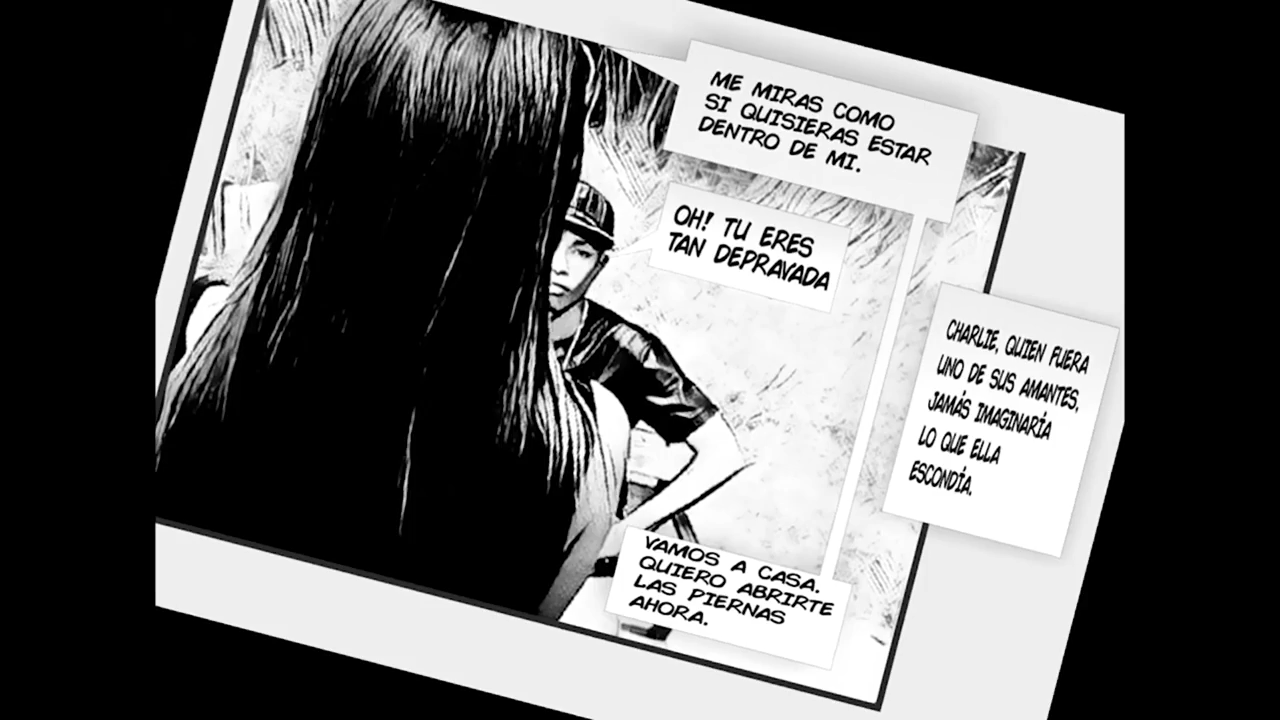 ME MIRAS COMO
SI QUISIERAS ESTAR
DENTRO DE MI.
OH! TU ERES
TAN DEPRAVADA
CHARLIE, QUIEN FUERA
UNO DE SUS AMANTES,
JAMÁS IMAGINARÍA
LO QUE ELLA
ESCONDÍA.
VAMOS A CASA.
QUIERO ABRIRTE
LAS PIERNAS
AHORA.